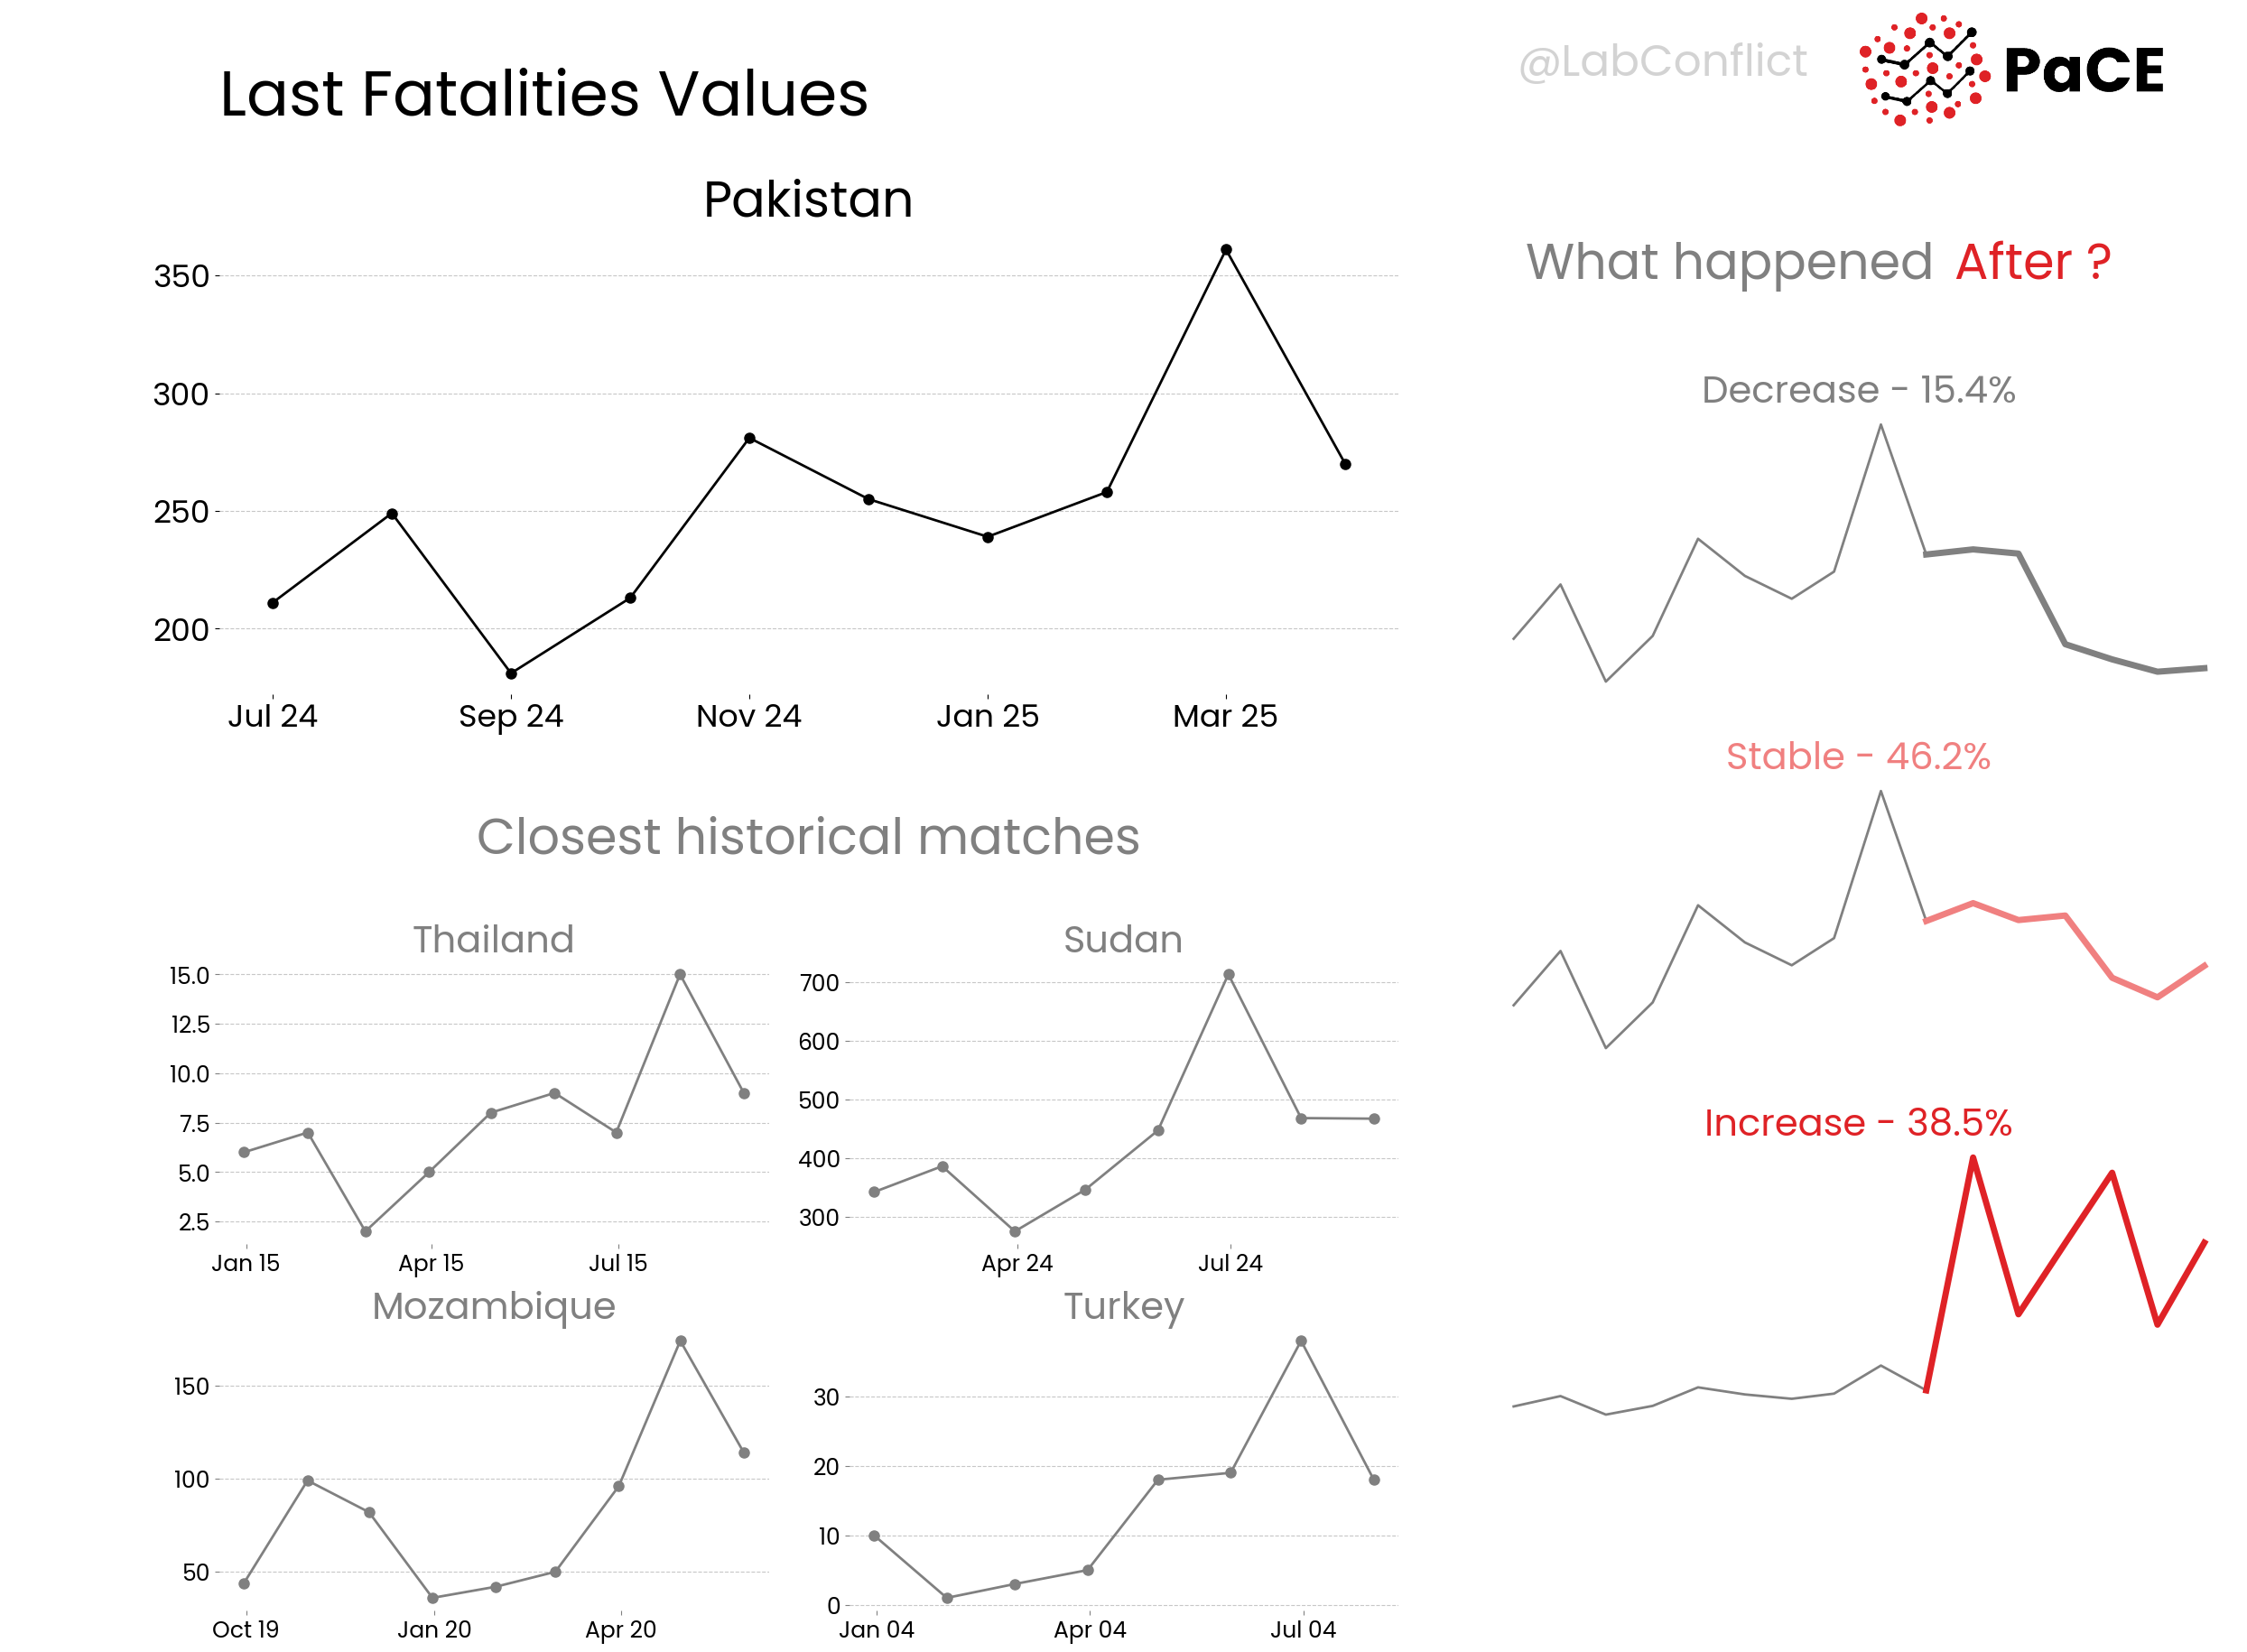 @LabConflict
PaCE
Last Fatalities Values
Pakistan
350
300
250
200
Jul 24 Sep 24 Nov 24 Jan 25 Mar 25
Closest historical matches
Thailand
15.0
12.5
10.0
7.5
5.0
2.5
Jan 15 Apr 15 Jul 15
Sudan
700
600
500
400
300
Apr 24 Jul 24
Mozambique
150
100
50
Oct 19 Jan 20 Apr 20
Turkey
30
20
10
0
Jan 04 Apr 04 Jul 04
What happened After ?
Decrease - 15.4%
Stable - 46.2%
Increase - 38.5%